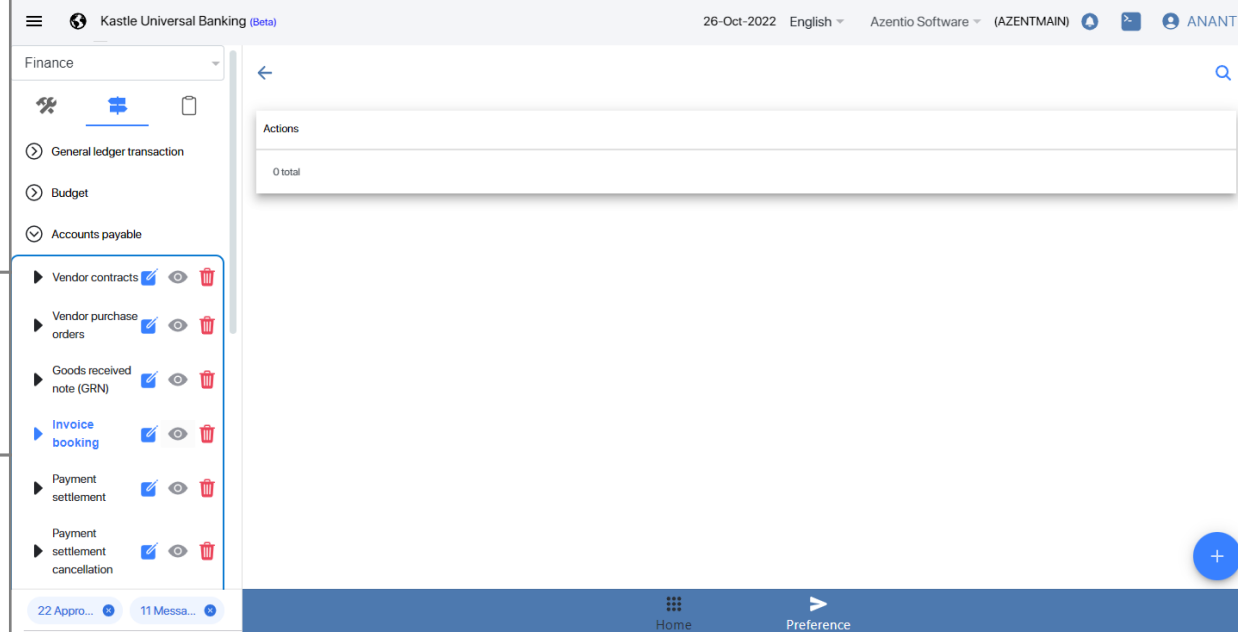 Kastle Universal Banking (Beta)
26-Oct-2022 English Azentio Software (AZENTMAIN) ANANT
Finance
Actions
0 total
General ledger transaction
Budget
Accounts payable
Vendor contracts
Vendor purchase
orders
Goods received
note (GRN)
Invoice
booking
Payment
settlement
Payment
settlement
cancellation
22 Appro... 11 Messa...
Home
Preference